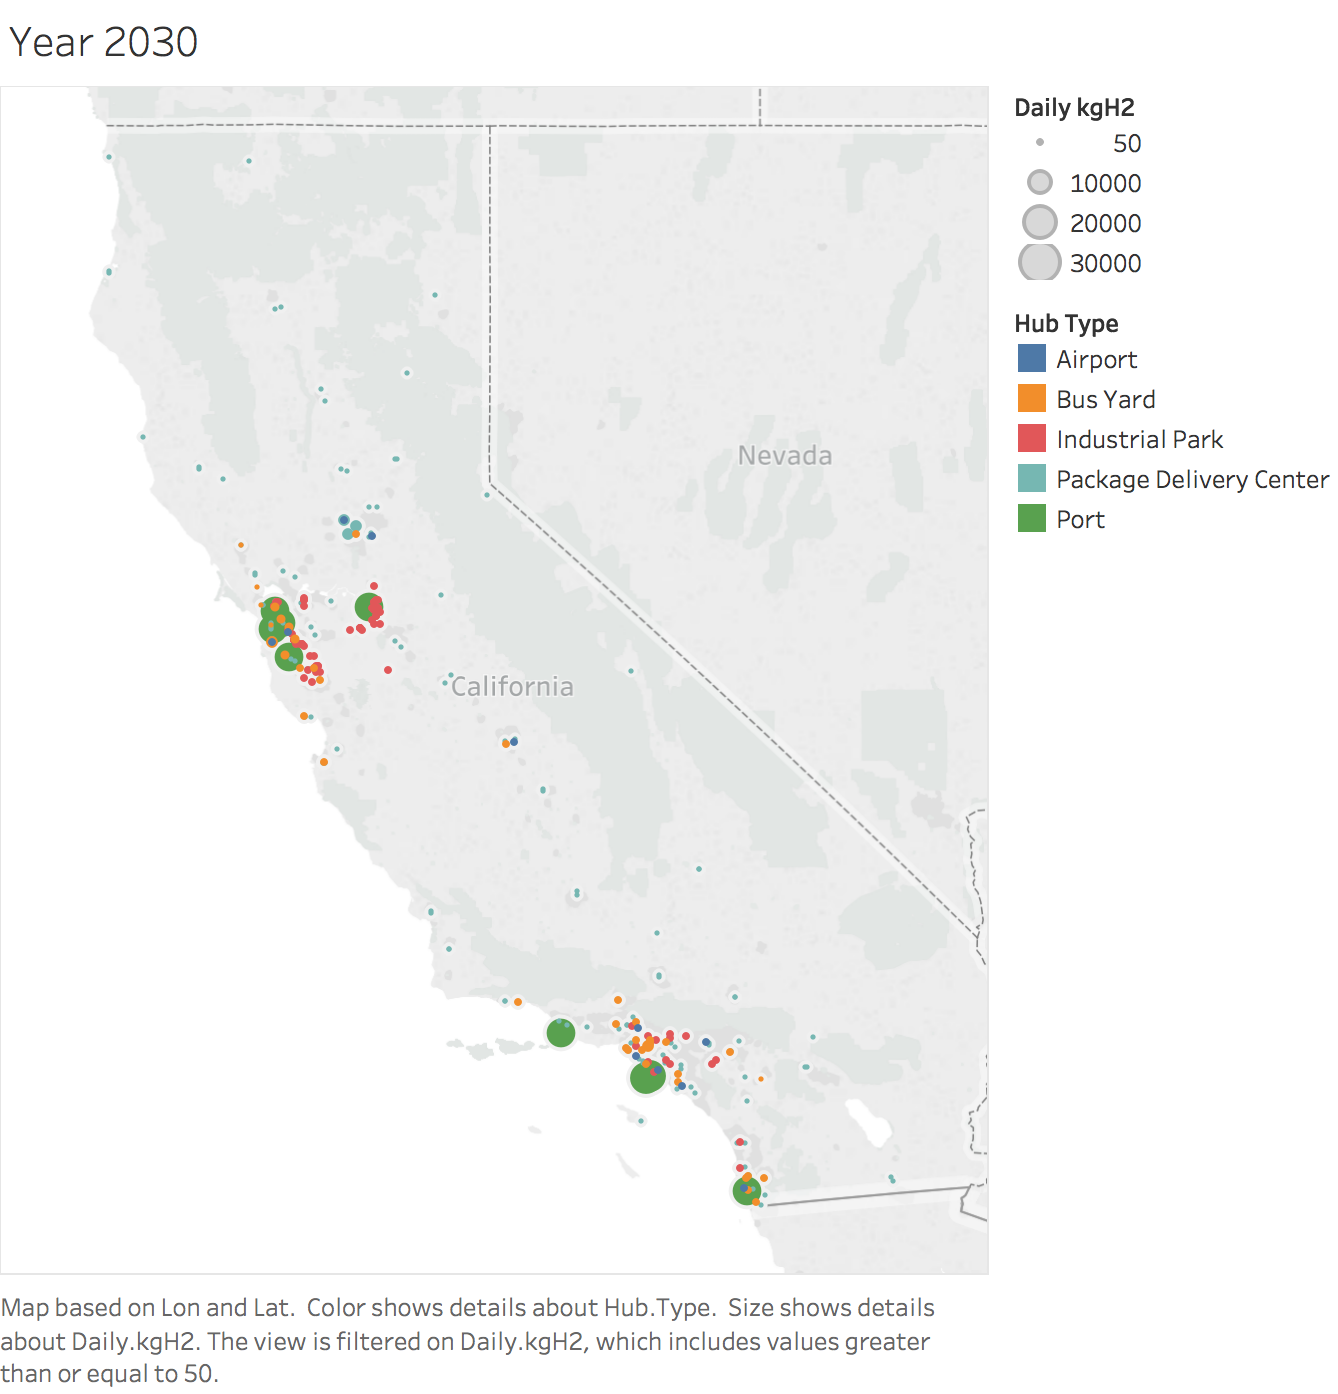 Year 2030
Daily kgH2
50
10000
20000
30000
Hub Type
Airport
Bus Yard
Industrial Park
Package Delivery Center
Port
Nevada
California
Map based on Lon and Lat.  Color shows details about Hub.Type.  Size shows details
about Daily.kgH2. The view is filtered on Daily.kgH2, which includes values greater
than or equal to 50.